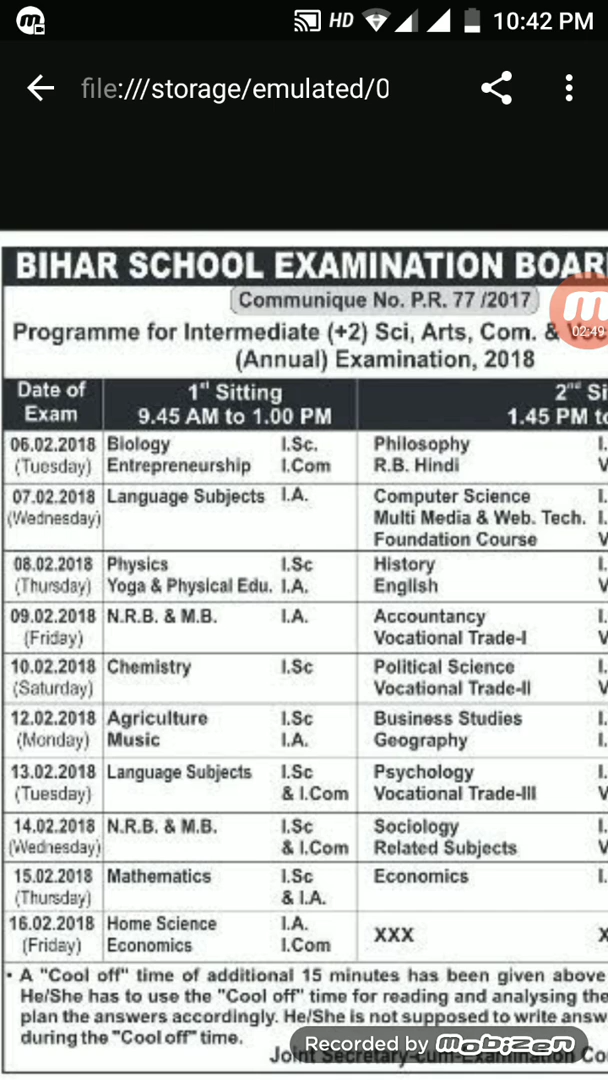 HD 10:42 PM
file:///storage/emulated/0
BIHAR SCHOOL EXAMINATION BOAR
Communique No. P.R. 77 /2017
02:49
Programme for Intermediate (+2) Sci, Arts, Com. &
(Annual) Examination, 2018
Date of Exam 1st Sitting 9.45 AM to 1.00 PM 2nd Si 1.45 PM to
06.02.2018 Biology I.Sc. Philosophy I.
(Tuesday) Entrepreneurship I.Com R.B. Hindi V
07.02.2018 Language Subjects I.A. Computer Science I.
(Wednesday) Multi Media & Web. Tech. I.
Foundation Course V
08.02.2018 Physics I.Sc History I.
(Thursday) Yoga & Physical Edu. I.A. English V
09.02.2018 N.R.B. & M.B. I.A. Accountancy I.
(Friday) Vocational Trade-I V
10.02.2018 Chemistry I.Sc Political Science I.
(Saturday) Vocational Trade-II V
12.02.2018 Agriculture I.Sc Business Studies I.
(Monday) Music I.A. Geography I.
13.02.2018 Language Subjects I.Sc Psychology I.
(Tuesday) & I.Com Vocational Trade-III V
14.02.2018 N.R.B. & M.B. I.Sc Sociology I.
(Wednesday) & I.Com Related Subjects V
15.02.2018 Mathematics I.Sc Economics I.
(Thursday) & I.A.
16.02.2018 Home Science I.A. XXX X
(Friday) Economics I.Com
• A "Cool off" time of additional 15 minutes has been given above
He/She has to use the "Cool off" time for reading and analysing the
plan the answers accordingly. He/She is not supposed to write answ
during the "Cool off" time.
Recorded by mobizen
Joint Secretary-cum-Examination Co